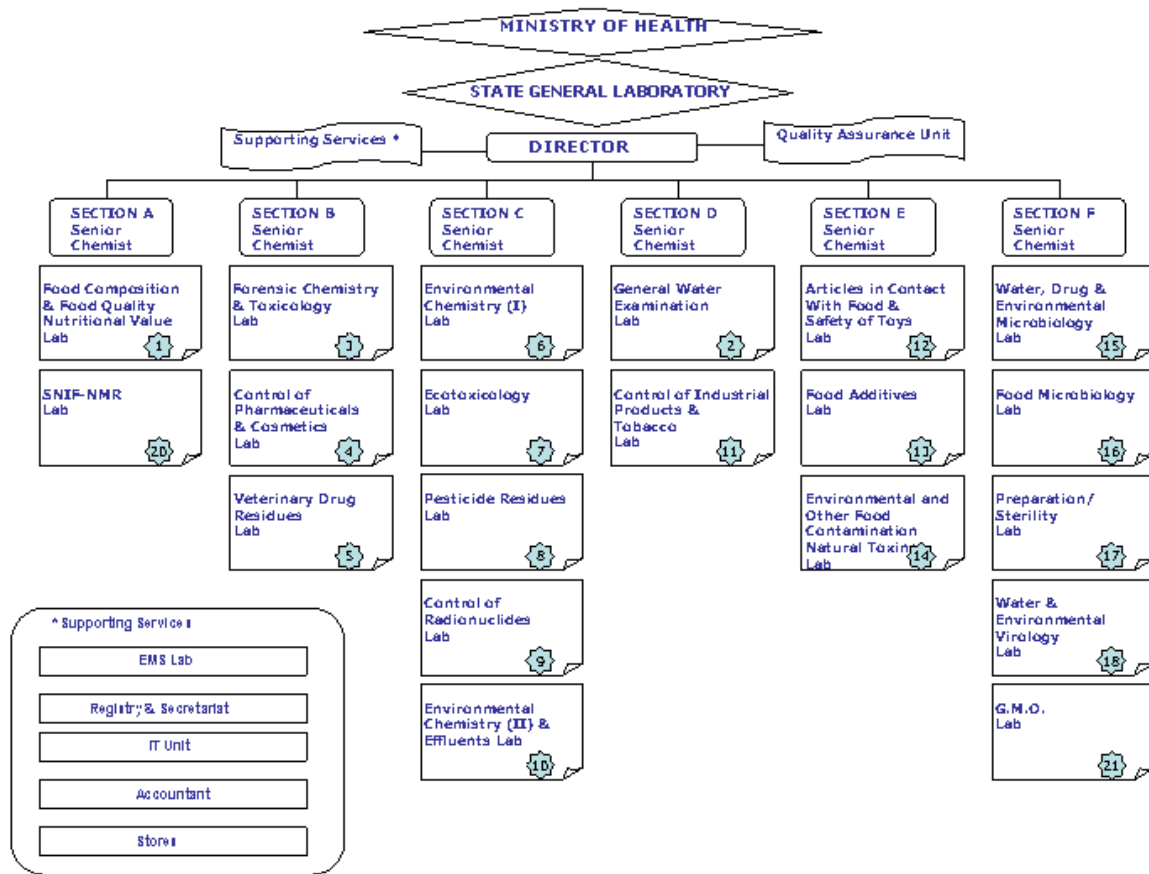 MINISTRY OF HEALTH
STATE GENERAL LABORATORY
Supporting Services *
DIRECTOR
Quality Assurance Unit
SECTION A
Senior
Chemist
SECTION B
Senior
Chemist
SECTION C
Senior
Chemist
SECTION D
Senior
Chemist
SECTION E
Senior
Chemist
SECTION F
Senior
Chemist
Food Composition
& Food Quality
Nutritional Value
Lab
1
Forensic Chemistry
& Toxicology
Lab
3
Environmental
Chemistry (I)
Lab
6
General Water
Examination
Lab
2
Articles in Contact
With Food &
Safety of Toys
Lab
12
Water, Drug &
Environmental
Microbiology
Lab
15
SNIF-NMR
Lab
20
Control of
Pharmaceuticals
& Cosmetics
Lab
4
Ecotoxicology
Lab
7
Control of Industrial
Products &
Tobacco
Lab
11
Food Additives
Lab
13
Food Microbiology
Lab
16
Veterinary Drug
Residues
Lab
5
Pesticide Residues
Lab
8
Environmental and
Other Food
Contamination
Natural Toxins
Lab
14
Preparation/
Sterility
Lab
17
Control of
Radionuclides
Lab
9
Water &
Environmental
Virology
Lab
18
Environmental
Chemistry (II) &
Effluents Lab
10
G.M.O.
Lab
21
* Supporting Services
EMS Lab
Registry & Secretariat
IT Unit
Accountant
Stores